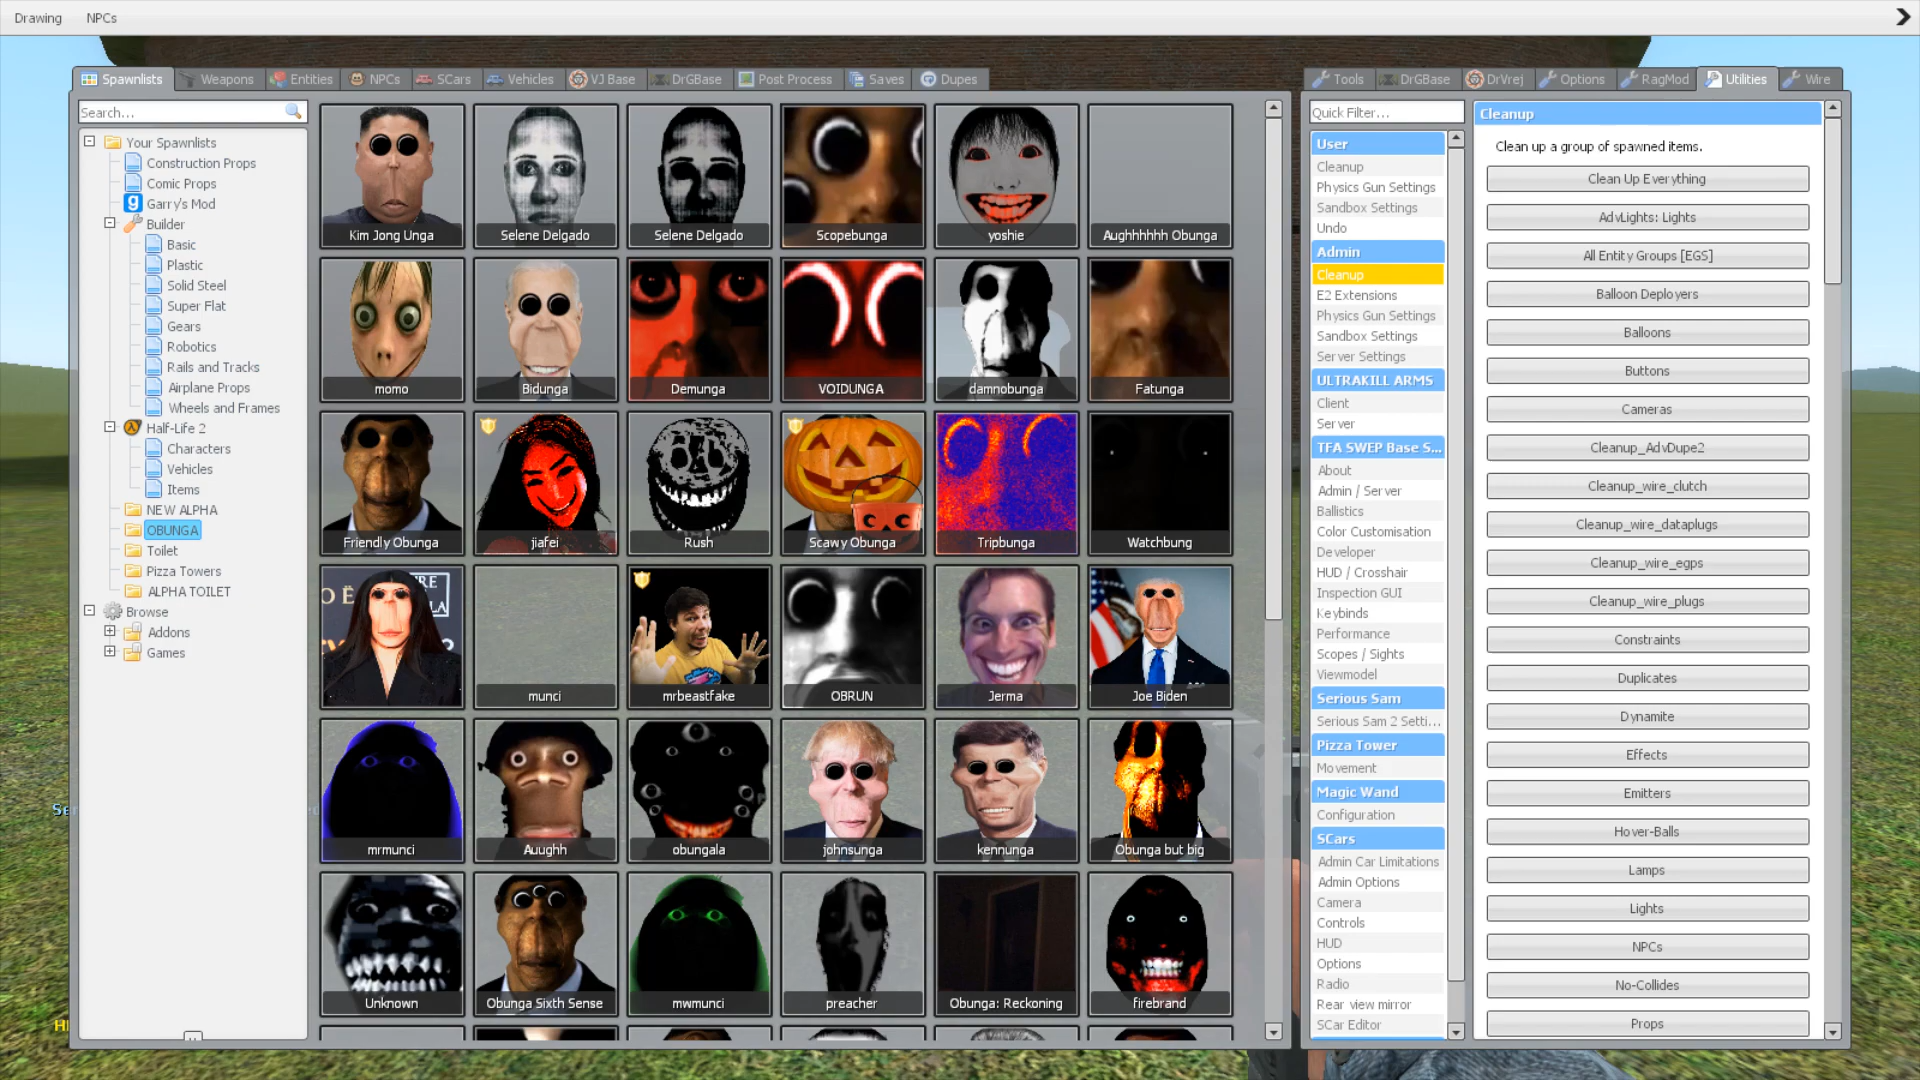 Drawing NPCs
Spawnlists Weapons Entities NPCs SCars Vehicles VJ Base DrGBase Post Process Saves Dupes
Search...
Your Spawnlists
Construction Props
Comic Props
Garry's Mod
Builder
Basic
Plastic
Solid Steel
Super Flat
Gears
Robotics
Rails and Tracks
Airplane Props
Wheels and Frames
Half-Life 2
Characters
Vehicles
Items
NEW ALPHA
OBUNGA
Toilet
Pizza Towers
ALPHA TOILET
Browse
Addons
Games
Kim Jong Unga Selene Delgado Selene Delgado Scopebunga yoshie Aughhhhhh Obunga
momo Bidunga Demunga VOIDUNGA damnobunga Fatunga
Friendly Obunga jiafei Rush Scawy Obunga Tripbunga Watchbung
munci mrbeastfake OBRUN Jerma Joe Biden
mrmunci Auughh obungala johnsunga kennunga Obunga but big
Unknown Obunga Sixth Sense mwmunci preacher Obunga: Reckoning firebrand
Tools DrGBase DrVrej Options RagMod Utilities Wire
Quick Filter...
User
Cleanup
Physics Gun Settings
Sandbox Settings
Undo
Admin
Cleanup
E2 Extensions
Physics Gun Settings
Sandbox Settings
Server Settings
ULTRAKILL ARMS
Client
Server
TFA SWEP Base S...
About
Admin / Server
Ballistics
Color Customisation
Developer
HUD / Crosshair
Inspection GUI
Keybinds
Performance
Scopes / Sights
Viewmodel
Serious Sam
Serious Sam 2 Setti...
Pizza Tower
Movement
Magic Wand
Configuration
SCars
Admin Car Limitations
Admin Options
Camera
Controls
HUD
Options
Radio
Rear view mirror
SCar Editor
Cleanup
Clean up a group of spawned items.
Clean Up Everything
AdvLights: Lights
All Entity Groups [EGS]
Balloon Deployers
Balloons
Buttons
Cameras
Cleanup_AdvDupe2
Cleanup_wire_clutch
Cleanup_wire_dataplugs
Cleanup_wire_egps
Cleanup_wire_plugs
Constraints
Duplicates
Dynamite
Effects
Emitters
Hover-Balls
Lamps
Lights
NPCs
No-Collides
Props